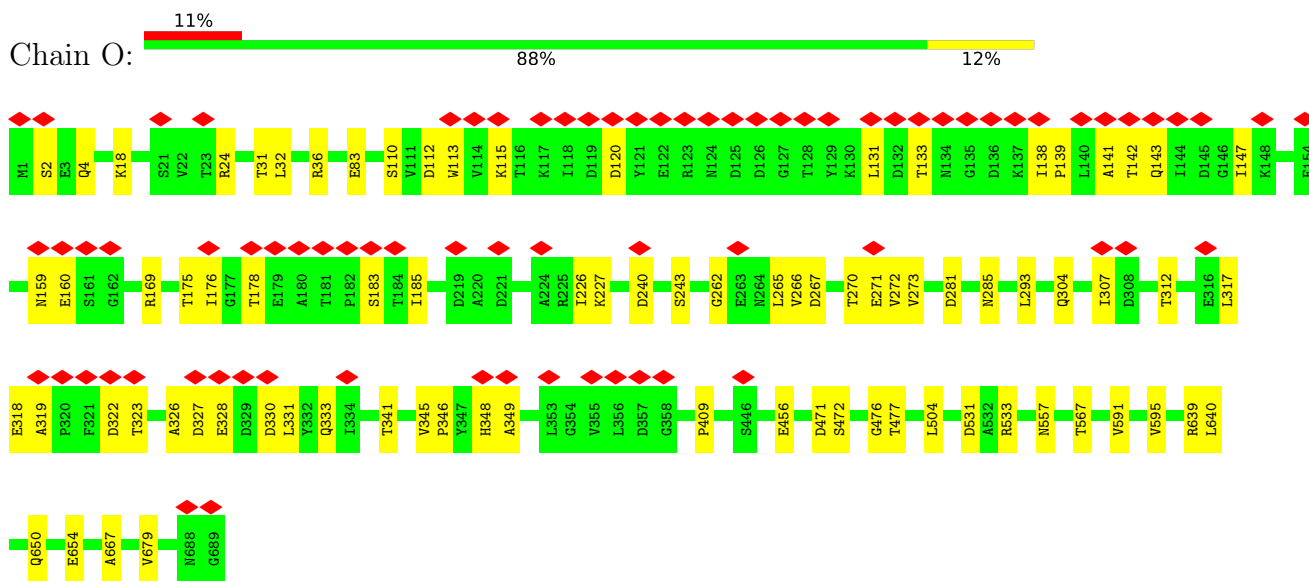 11%
Chain O:
88% 12%
M1 S2 E3 Q4 K18 S21 V22 T23 R24 T31 L32 R36 E83 S110 V111 D112 W113 V114 K115 T116 K117 I118 D119 D120 Y121 E122 R123 N124 D125 D126 G127 T128 Y129 K130 L131 D132 T133 N134 G135 D136 K137 I138 P139 L140 A141 T142 Q143 I144 D145 G146 I147 K148 E154
N159 E160 S161 G162 R169 T175 I176 G177 T178 E179 A180 T181 P182 S183 T184 I185 D219 A220 D221 A224 R225 I226 K227 D240 S243 G262 E263 N264 L265 V266 D267 T270 E271 V272 V273 D281 N285 L293 Q304 I307 D308 T312 E316 L317
E318 A319 P320 F321 D322 T323 A326 D327 E328 D329 D330 L331 Y332 Q333 I334 T341 V345 P346 Y347 H348 A349 L353 G354 V355 L356 D357 G358 P409 S446 E456 D471 S472 G476 T477 L504 D531 A532 R533 N557 T567 V591 V595 R639 L640
Q650 E654 A667 V679 N688 G689